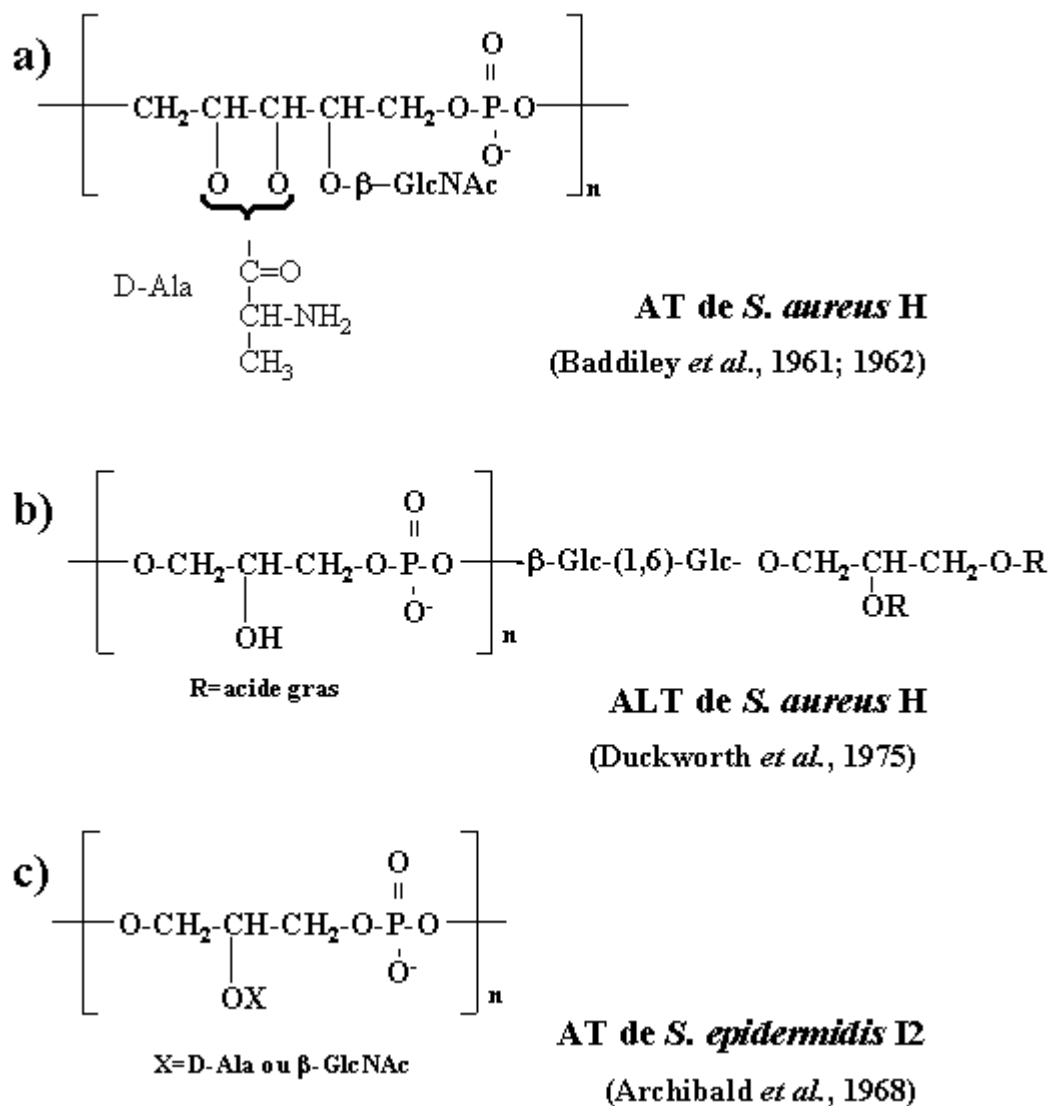 a)
O
CH₂-CH-CH-CH-CH₂-O-P-O
O⁻
O O O-β–GlcNAc
n
C=O
D-Ala
CH-NH₂
CH₃
AT de S. aureus H
(Baddiley et al., 1961; 1962)
b)
O
O-CH₂-CH-CH₂-O-P-O
β-Glc-(1,6)-Glc- O-CH₂-CH-CH₂-O-R
O⁻
OH
OR
n
R=acide gras
ALT de S. aureus H
(Duckworth et al., 1975)
c)
O
O-CH₂-CH-CH₂-O-P-O
O⁻
OX
n
X=D-Ala ou β-GlcNAc
AT de S. epidermidis I2
(Archibald et al., 1968)